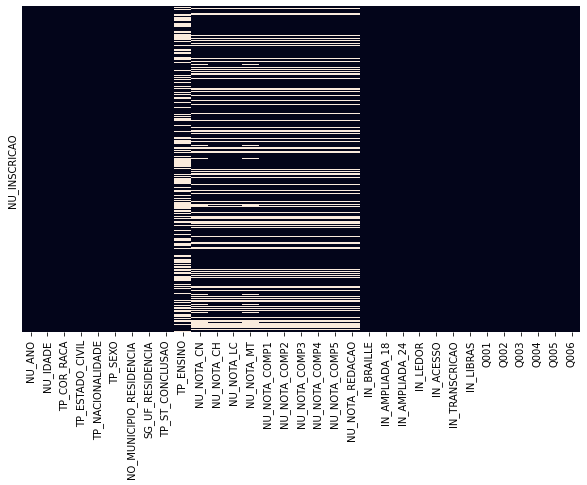 NU_INSCRICAO
NU_ANO
NU_IDADE
TP_COR_RACA
TP_ESTADO_CIVIL
TP_NACIONALIDADE
TP_SEXO
NO_MUNICIPIO_RESIDENCIA
SG_UF_RESIDENCIA
TP_ST_CONCLUSAO
TP_ENSINO
NU_NOTA_CN
NU_NOTA_CH
NU_NOTA_LC
NU_NOTA_MT
NU_NOTA_COMP1
NU_NOTA_COMP2
NU_NOTA_COMP3
NU_NOTA_COMP4
NU_NOTA_COMP5
NU_NOTA_REDACAO
IN_BRAILLE
IN_AMPLIADA_18
IN_AMPLIADA_24
IN_LEDOR
IN_ACESSO
IN_TRANSCRICAO
IN_LIBRAS
Q001
Q002
Q003
Q004
Q005
Q006